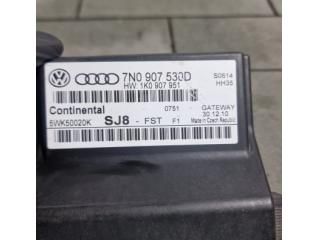 7N0 907 530D
HW: 1K0 907 951
S0614
HH35
Continental
0751
GATEWAY
30.12.10
5WK50020K
SJ8 - FST F1
Made in Czech Republic